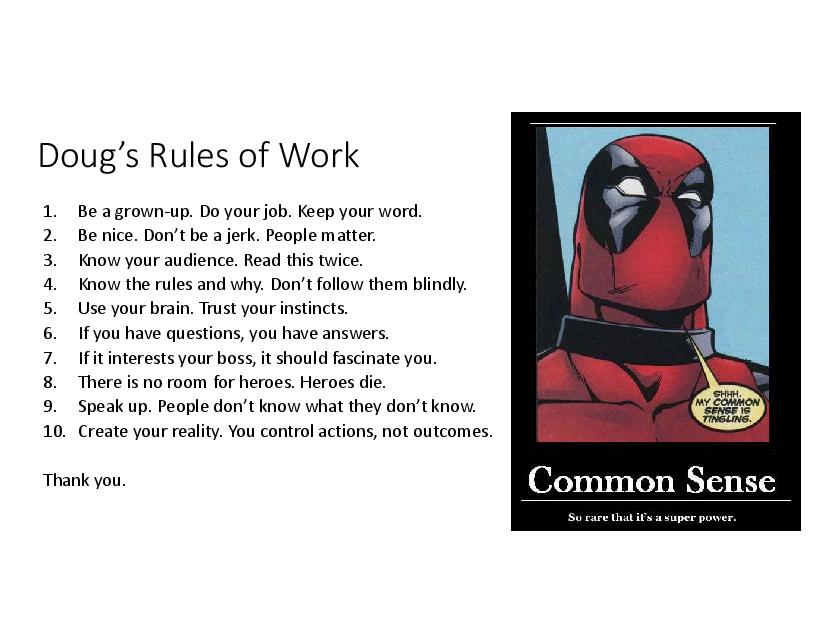 Doug’s Rules of Work
1. Be a grown-up. Do your job. Keep your word.
2. Be nice. Don’t be a jerk. People matter.
3. Know your audience. Read this twice.
4. Know the rules and why. Don’t follow them blindly.
5. Use your brain. Trust your instincts.
6. If you have questions, you have answers.
7. If it interests your boss, it should fascinate you.
8. There is no room for heroes. Heroes die.
9. Speak up. People don’t know what they don’t know.
10. Create your reality. You control actions, not outcomes.
Thank you.
SHHH.
MY COMMON
SENSE IS
TINGLING.
Common Sense
So rare that it's a super power.